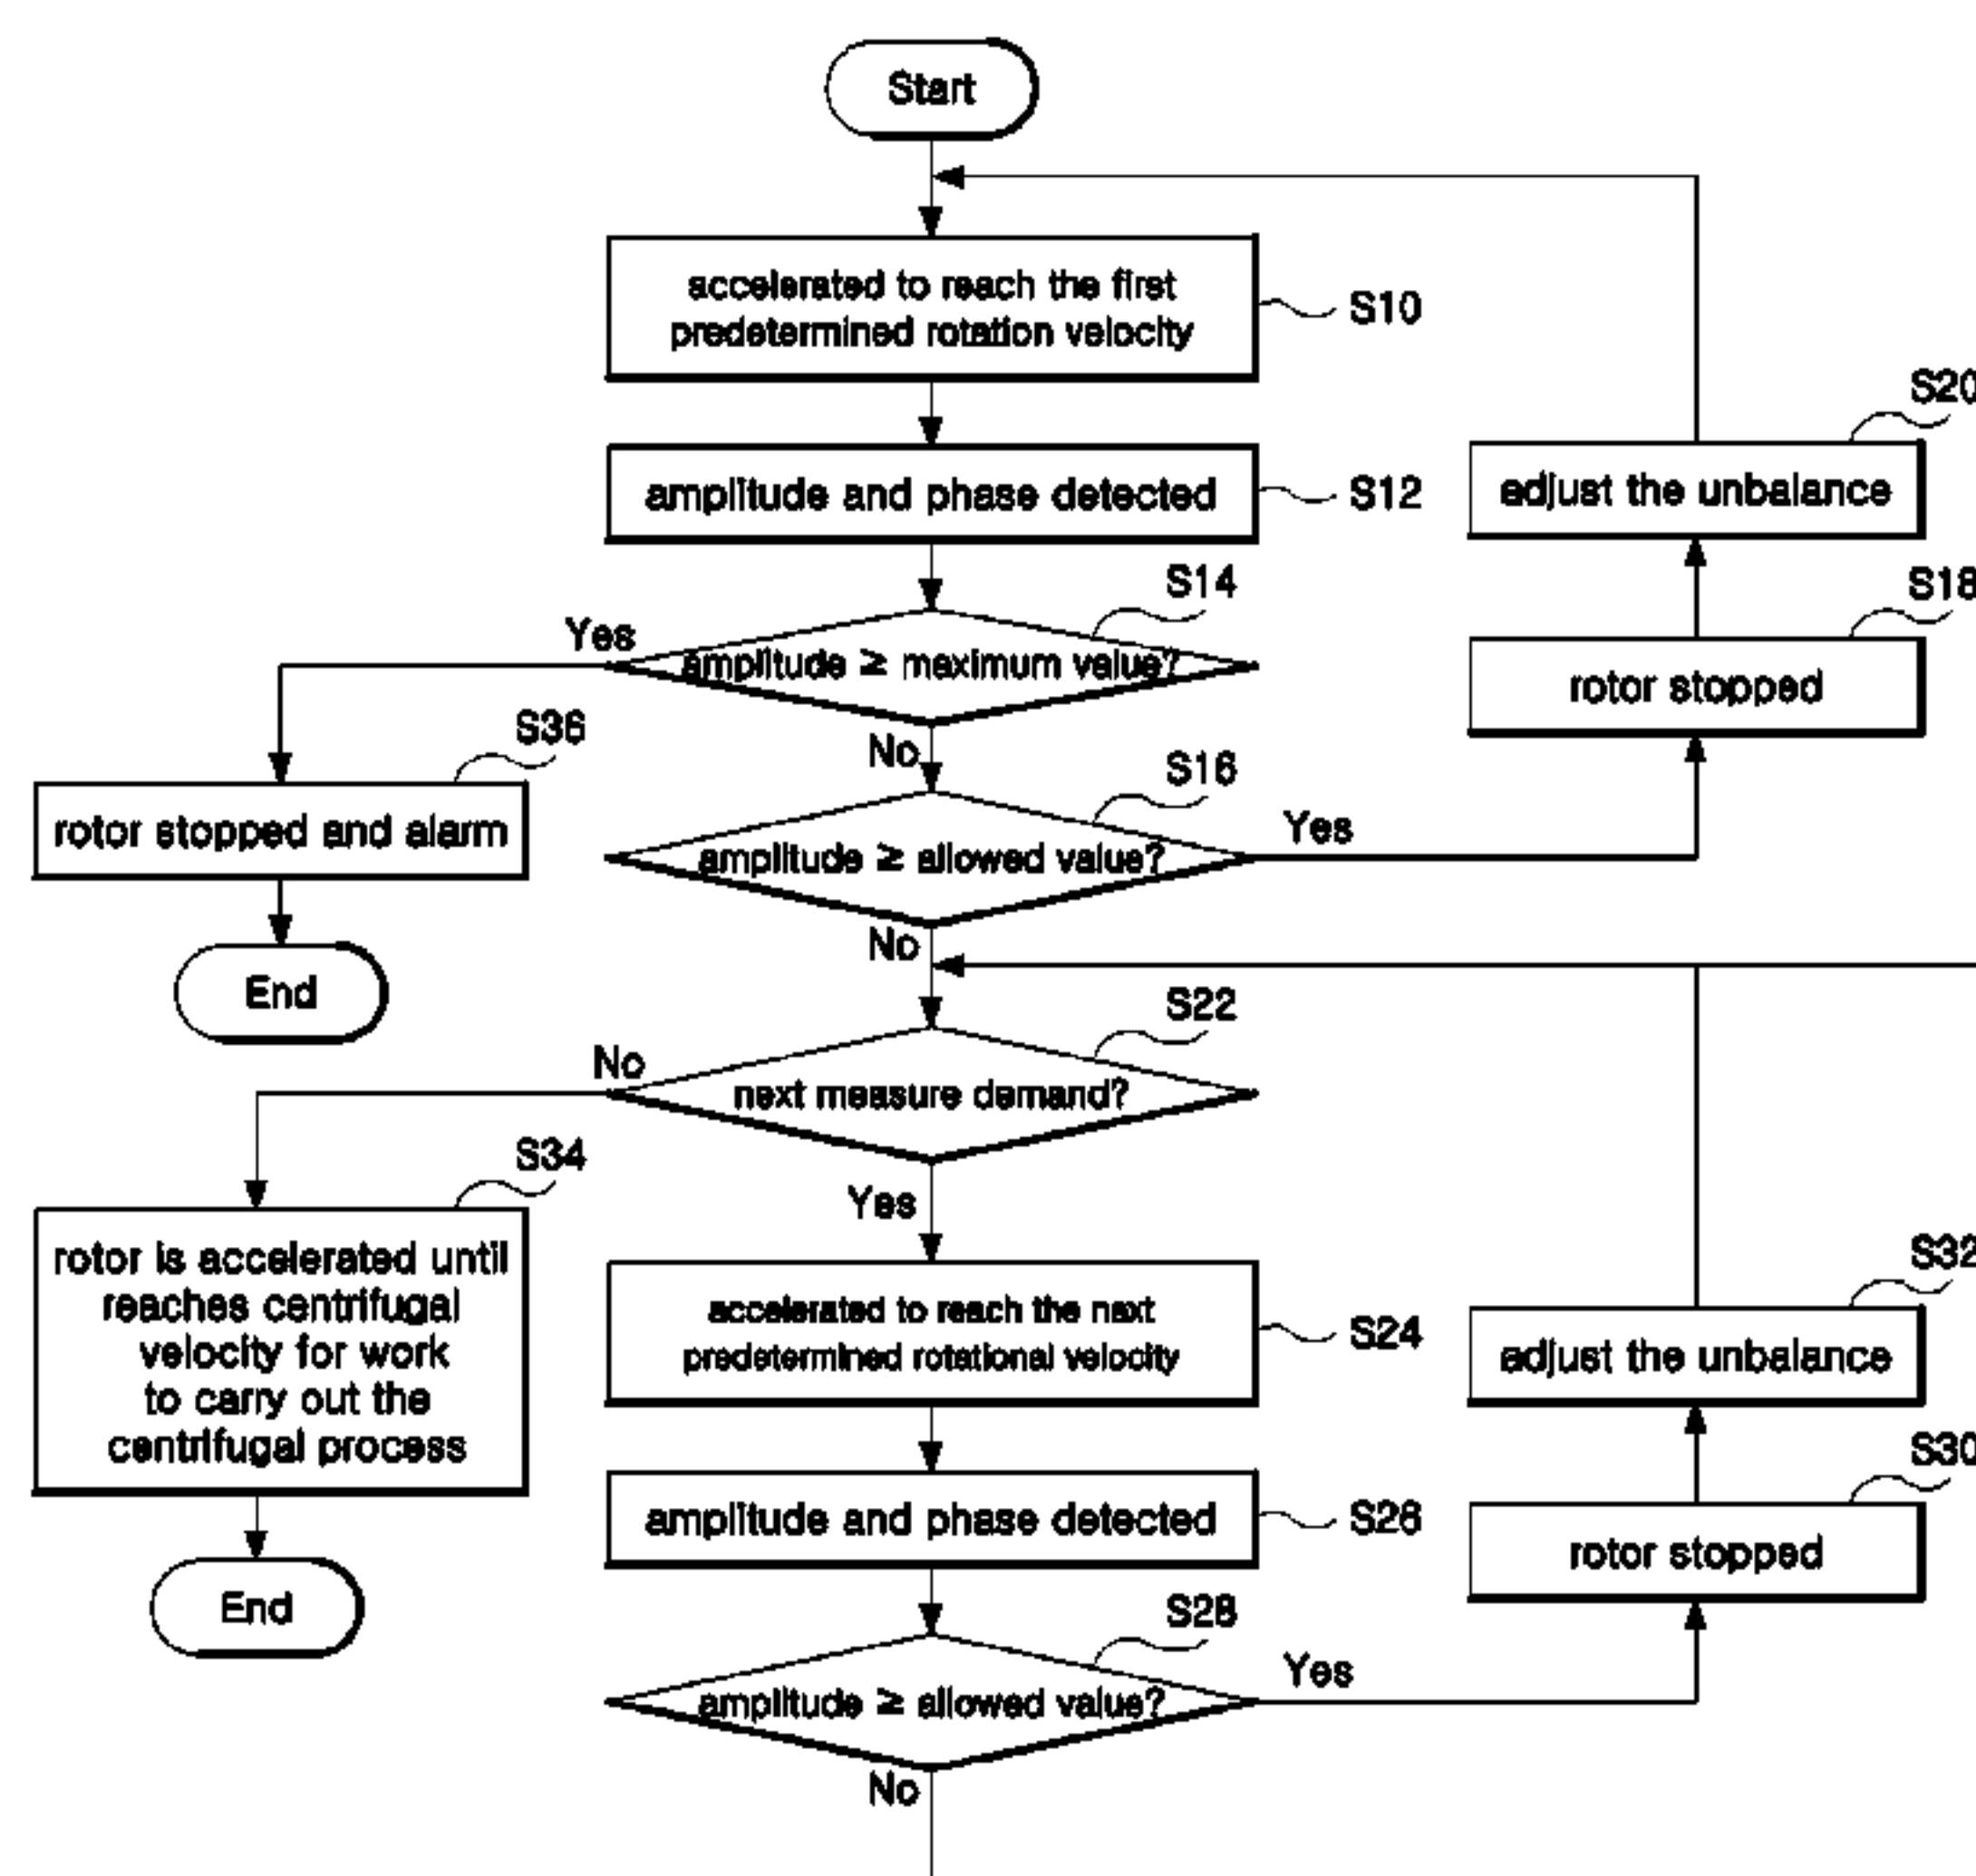 Start
accelerated to reach the first
predetermined rotation velocity
S10
S20
amplitude and phase detected
S12
adjust the unbalance
S14
S18
Yes
amplitude ≥ maximum value?
rotor stopped
S36
No
S16
rotor stopped and alarm
Yes
amplitude ≥ allowed value?
No
End
S22
No
next measure demand?
S34
Yes
rotor is accelerated until
reaches centrifugal
velocity for work
to carry out the
centrifugal process
accelerated to reach the next
predetermined rotational velocity
S24
S32
adjust the unbalance
S30
amplitude and phase detected
S26
rotor stopped
End
S28
Yes
amplitude ≥ allowed value?
No